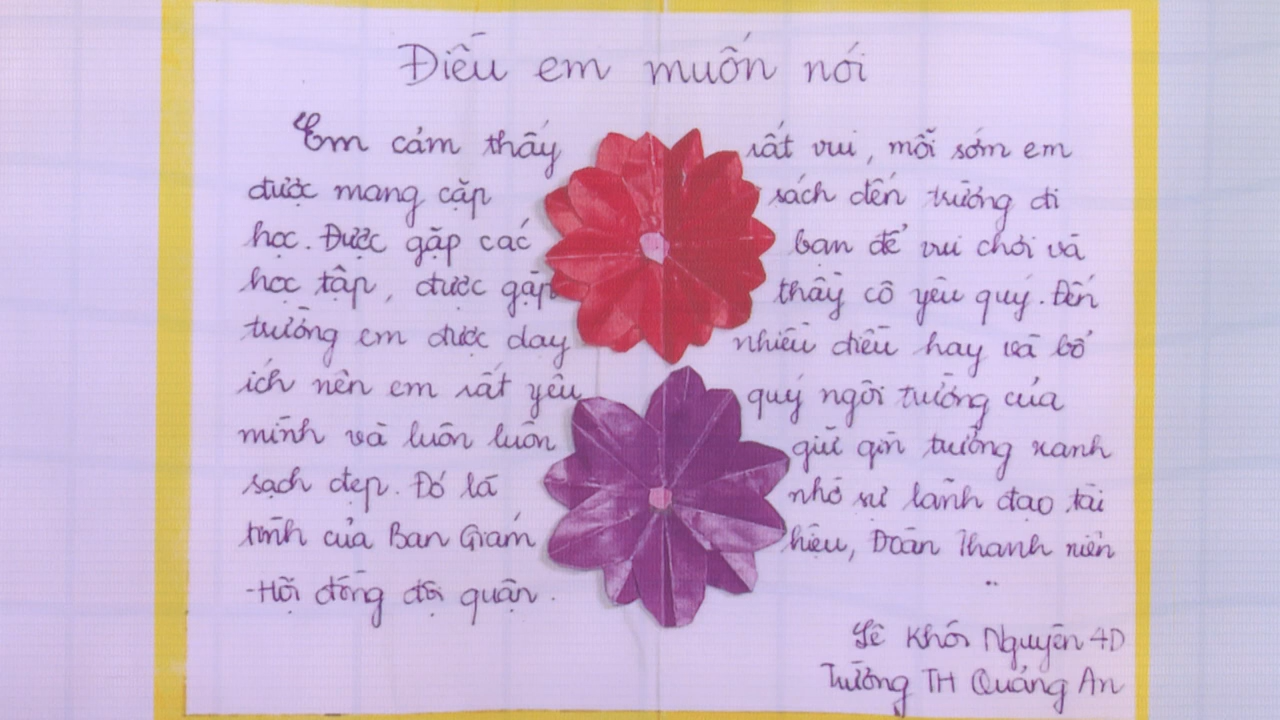 Điều em muốn nói
Em cảm thấy rất vui, mỗi sớm em
được mang cặp sách đến trường đi
học. Được gặp các bạn để vui chơi và
học tập, được gặp thầy cô yêu quý. Đến
trường em được dạy nhiều điều hay và bổ
ích nên em rất yêu quý ngôi trường của
mình và luôn luôn giữ gìn trường xanh
sạch đẹp. Đó là nhờ sự lãnh đạo tài
tình của Ban Giám hiệu, Đoàn Thanh niên
-Hội đồng đội quận.
Lê Khôi Nguyên 4D
Trường TH Quảng An